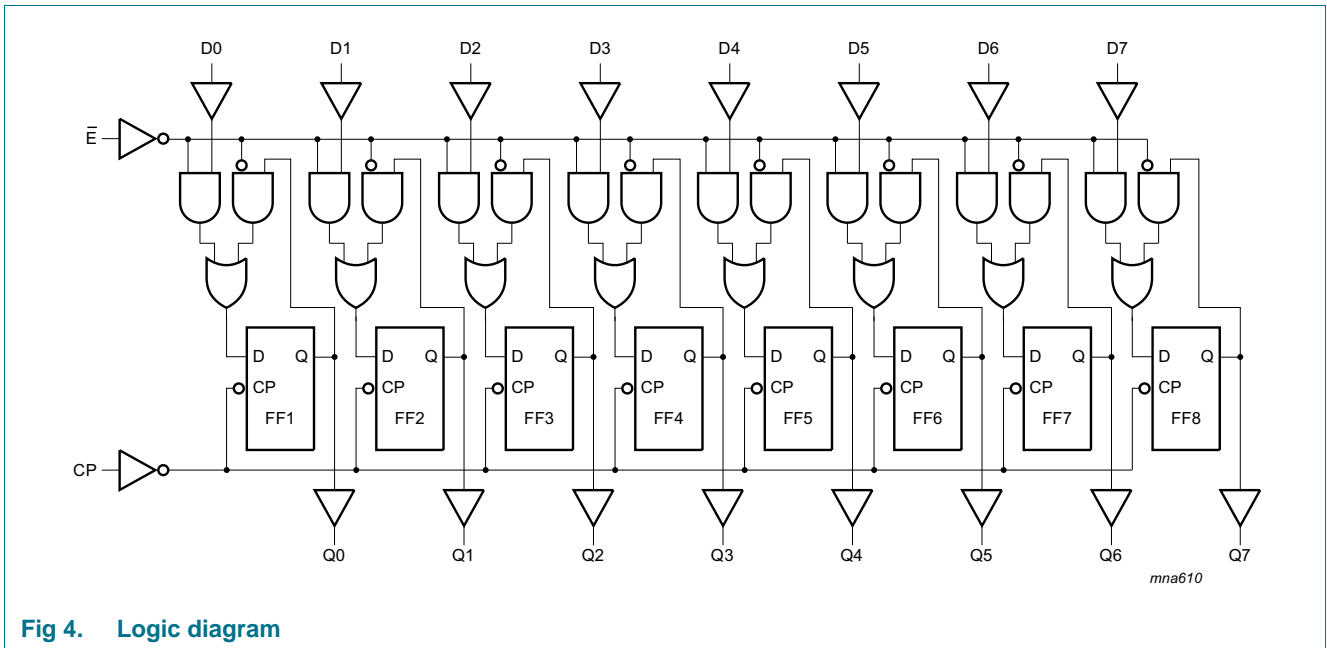 D0 D1 D2 D3 D4 D5 D6 D7
E̅
D Q D Q D Q D Q D Q D Q D Q D Q
CP CP CP CP CP CP CP CP
FF1 FF2 FF3 FF4 FF5 FF6 FF7 FF8
CP
Q0 Q1 Q2 Q3 Q4 Q5 Q6 Q7
mna610
Fig 4. Logic diagram